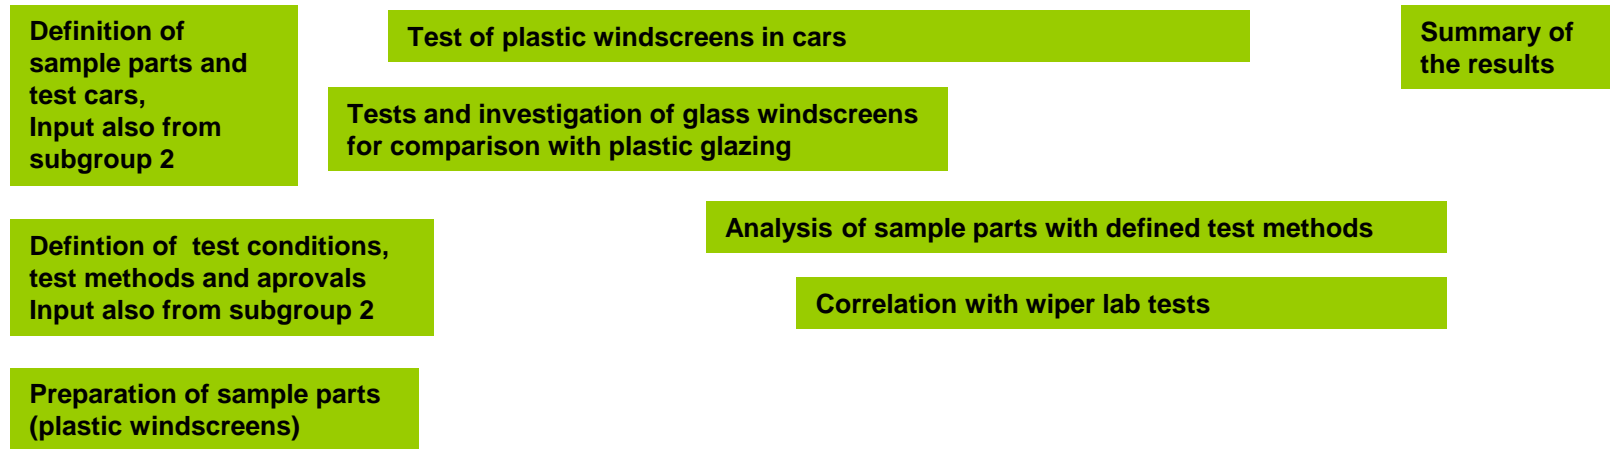 Definition of
sample parts and
test cars,
Input also from
subgroup 2
Test of plastic windscreens in cars
Summary of
the results
Tests and investigation of glass windscreens
for comparison with plastic glazing
Analysis of sample parts with defined test methods
Defintion of  test conditions,
test methods and aprovals
Input also from subgroup 2
Correlation with wiper lab tests
Preparation of sample parts
(plastic windscreens)